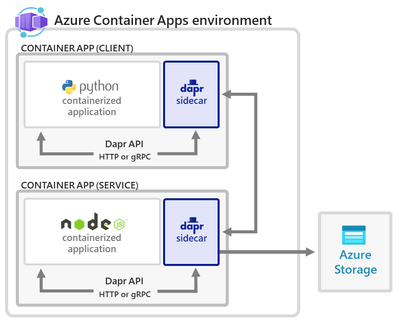 Azure Container Apps environment
CONTAINER APP (CLIENT)
python
containerized
application
dapr
sidecar
Dapr API
HTTP or gRPC
CONTAINER APP (SERVICE)
node
JS
containerized
application
dapr
sidecar
Dapr API
HTTP or gRPC
Azure
Storage